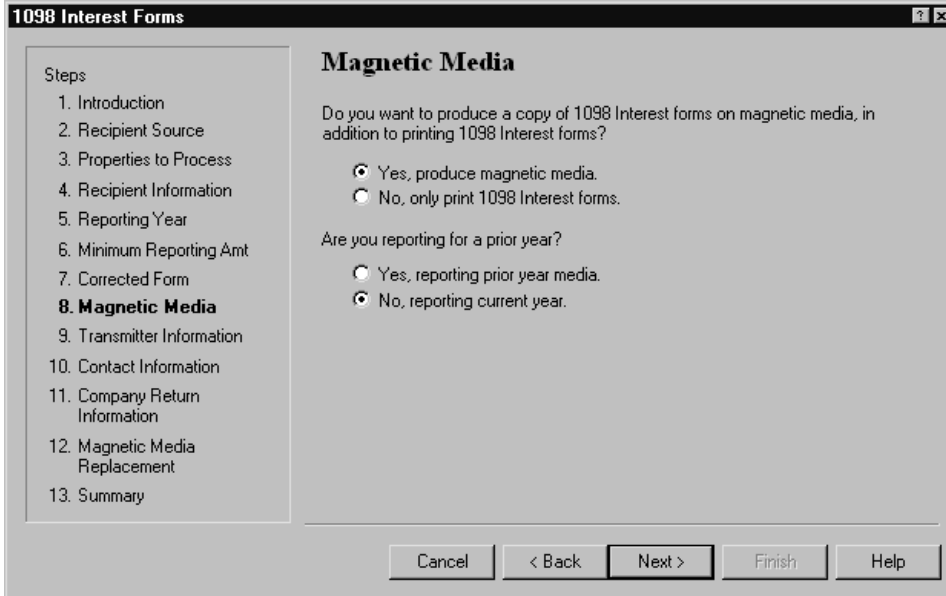 1098 Interest Forms
Steps
1. Introduction
2. Recipient Source
3. Properties to Process
4. Recipient Information
5. Reporting Year
6. Minimum Reporting Amt
7. Corrected Form
8. Magnetic Media
9. Transmitter Information
10. Contact Information
11. Company Return
Information
12. Magnetic Media
Replacement
13. Summary
Magnetic Media
Do you want to produce a copy of 1098 Interest forms on magnetic media, in
addition to printing 1098 Interest forms?
Yes, produce magnetic media.
No, only print 1098 Interest forms.
Are you reporting for a prior year?
Yes, reporting prior year media.
No, reporting current year.
Cancel
< Back
Next >
Finish
Help